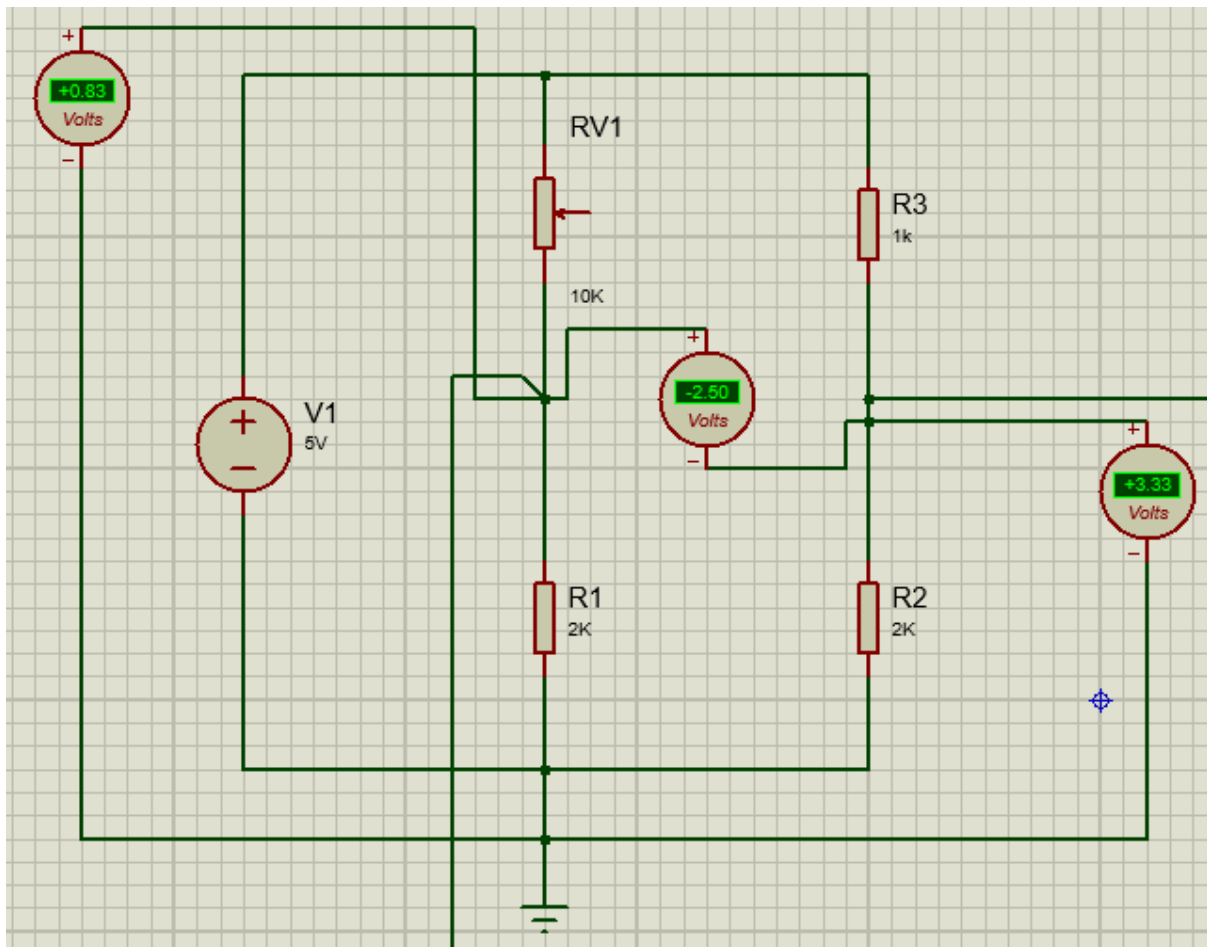 +
+0.83
Volts
−
RV1
10K
R3
1k
+
-2.50
Volts
−
V1
5V
+
−
+
+3.33
Volts
−
R1
2K
R2
2K